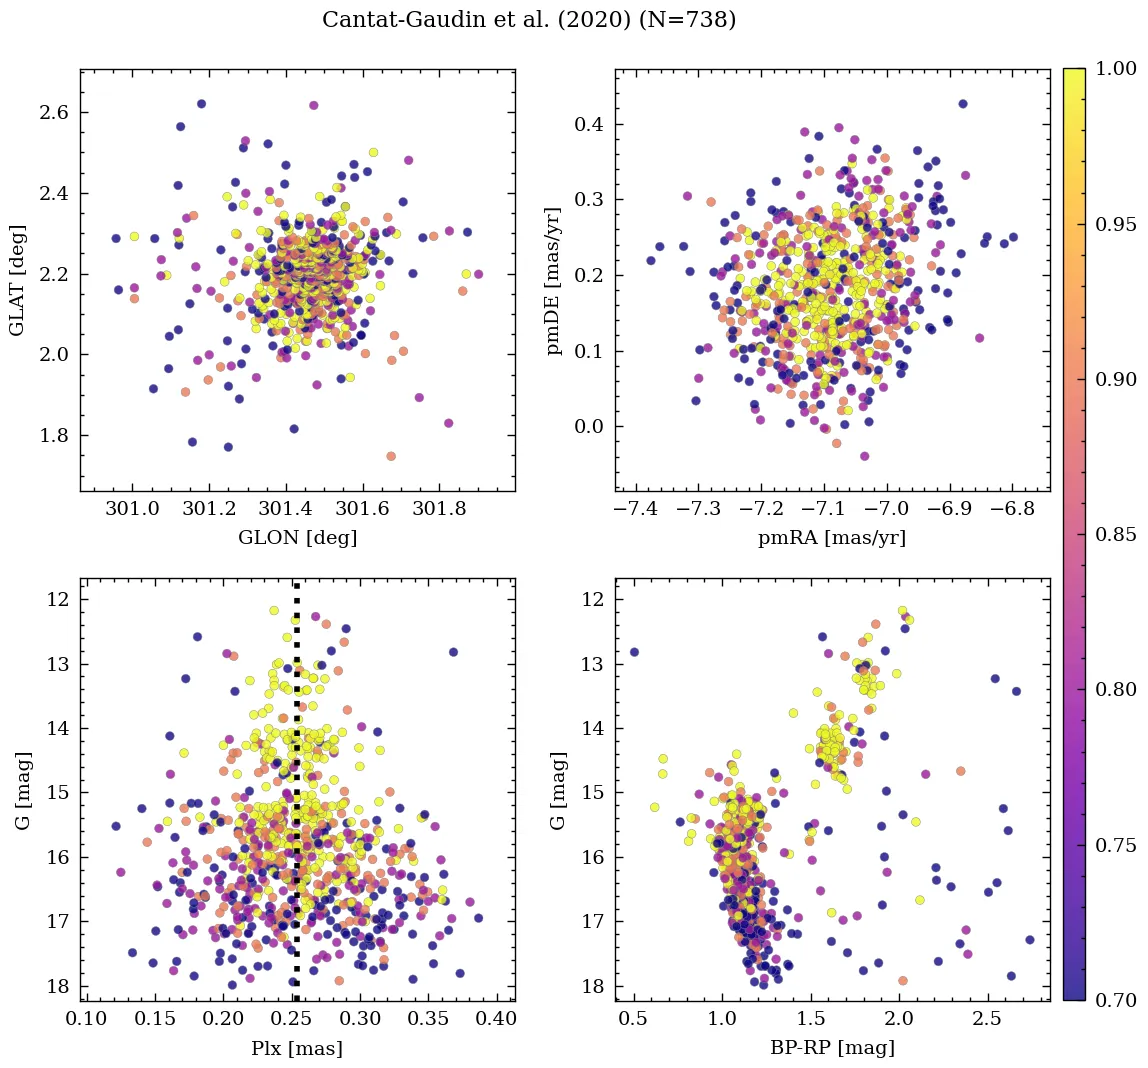 Cantat-Gaudin et al. (2020) (N=738)
2.6
2.4
2.2
2.0
1.8
GLAT [deg]
301.0 301.2 301.4 301.6 301.8
GLON [deg]
0.4
0.3
0.2
0.1
0.0
pmDE [mas/yr]
−7.4 −7.3 −7.2 −7.1 −7.0 −6.9 −6.8
pmRA [mas/yr]
12
13
14
15
16
17
18
G [mag]
0.10 0.15 0.20 0.25 0.30 0.35 0.40
Plx [mas]
12
13
14
15
16
17
18
G [mag]
0.5 1.0 1.5 2.0 2.5
BP-RP [mag]
1.00
0.95
0.90
0.85
0.80
0.75
0.70